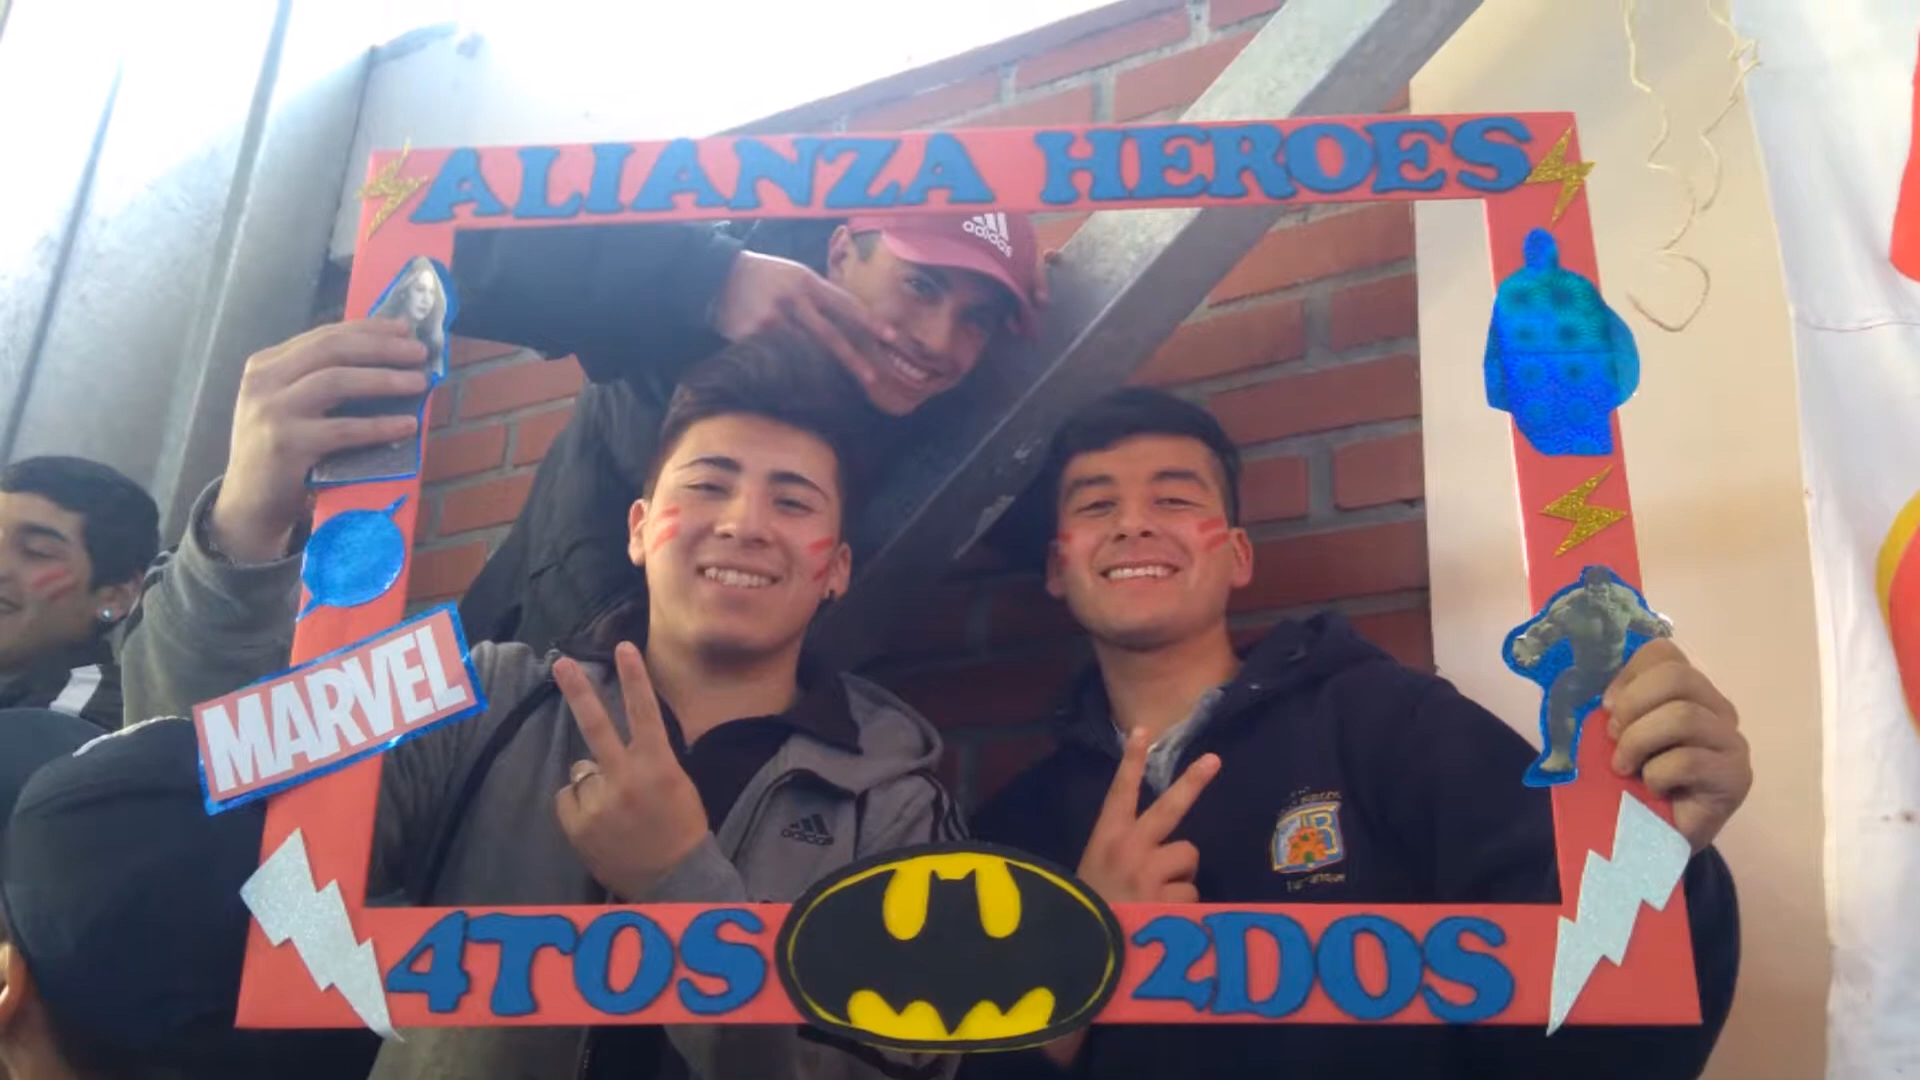 ALIANZA HEROES
adidas
MARVEL
adidas
4TOS 2DOS